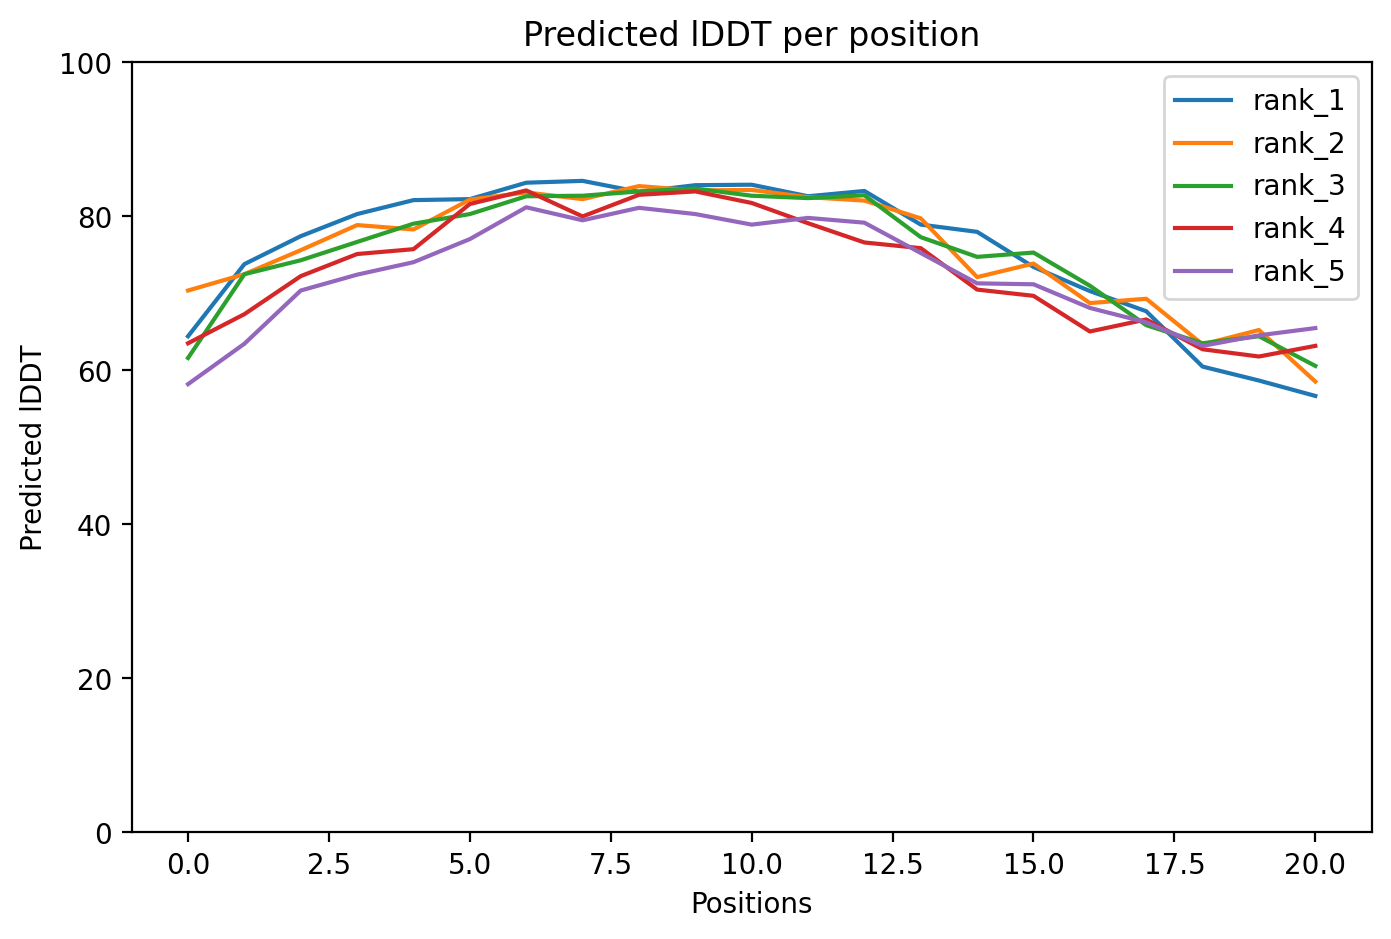 Predicted lDDT per position
100
80
60
40
20
0
Predicted lDDT
rank_1
rank_2
rank_3
rank_4
rank_5
0.0 2.5 5.0 7.5 10.0 12.5 15.0 17.5 20.0
Positions